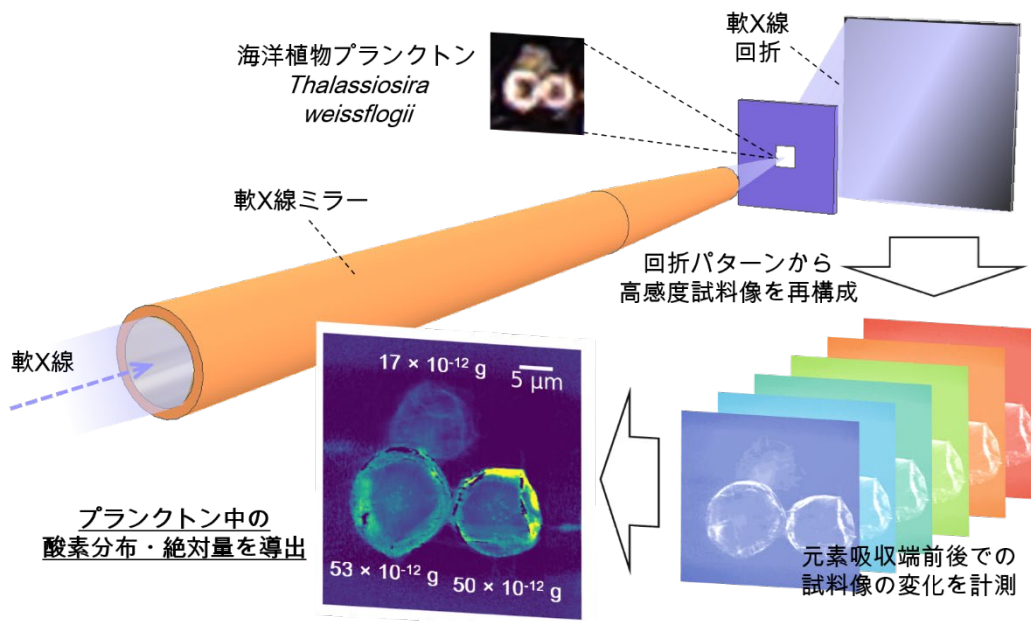 海洋植物プランクトン
Thalassiosira
weissflogii
軟X線
回折
軟X線ミラー
回折パターンから
高感度試料像を再構成
軟X線
17 × 10⁻¹² g
5 μm
53 × 10⁻¹² g
50 × 10⁻¹² g
プランクトン中の
酸素分布・絶対量を導出
元素吸収端前後での
試料像の変化を計測